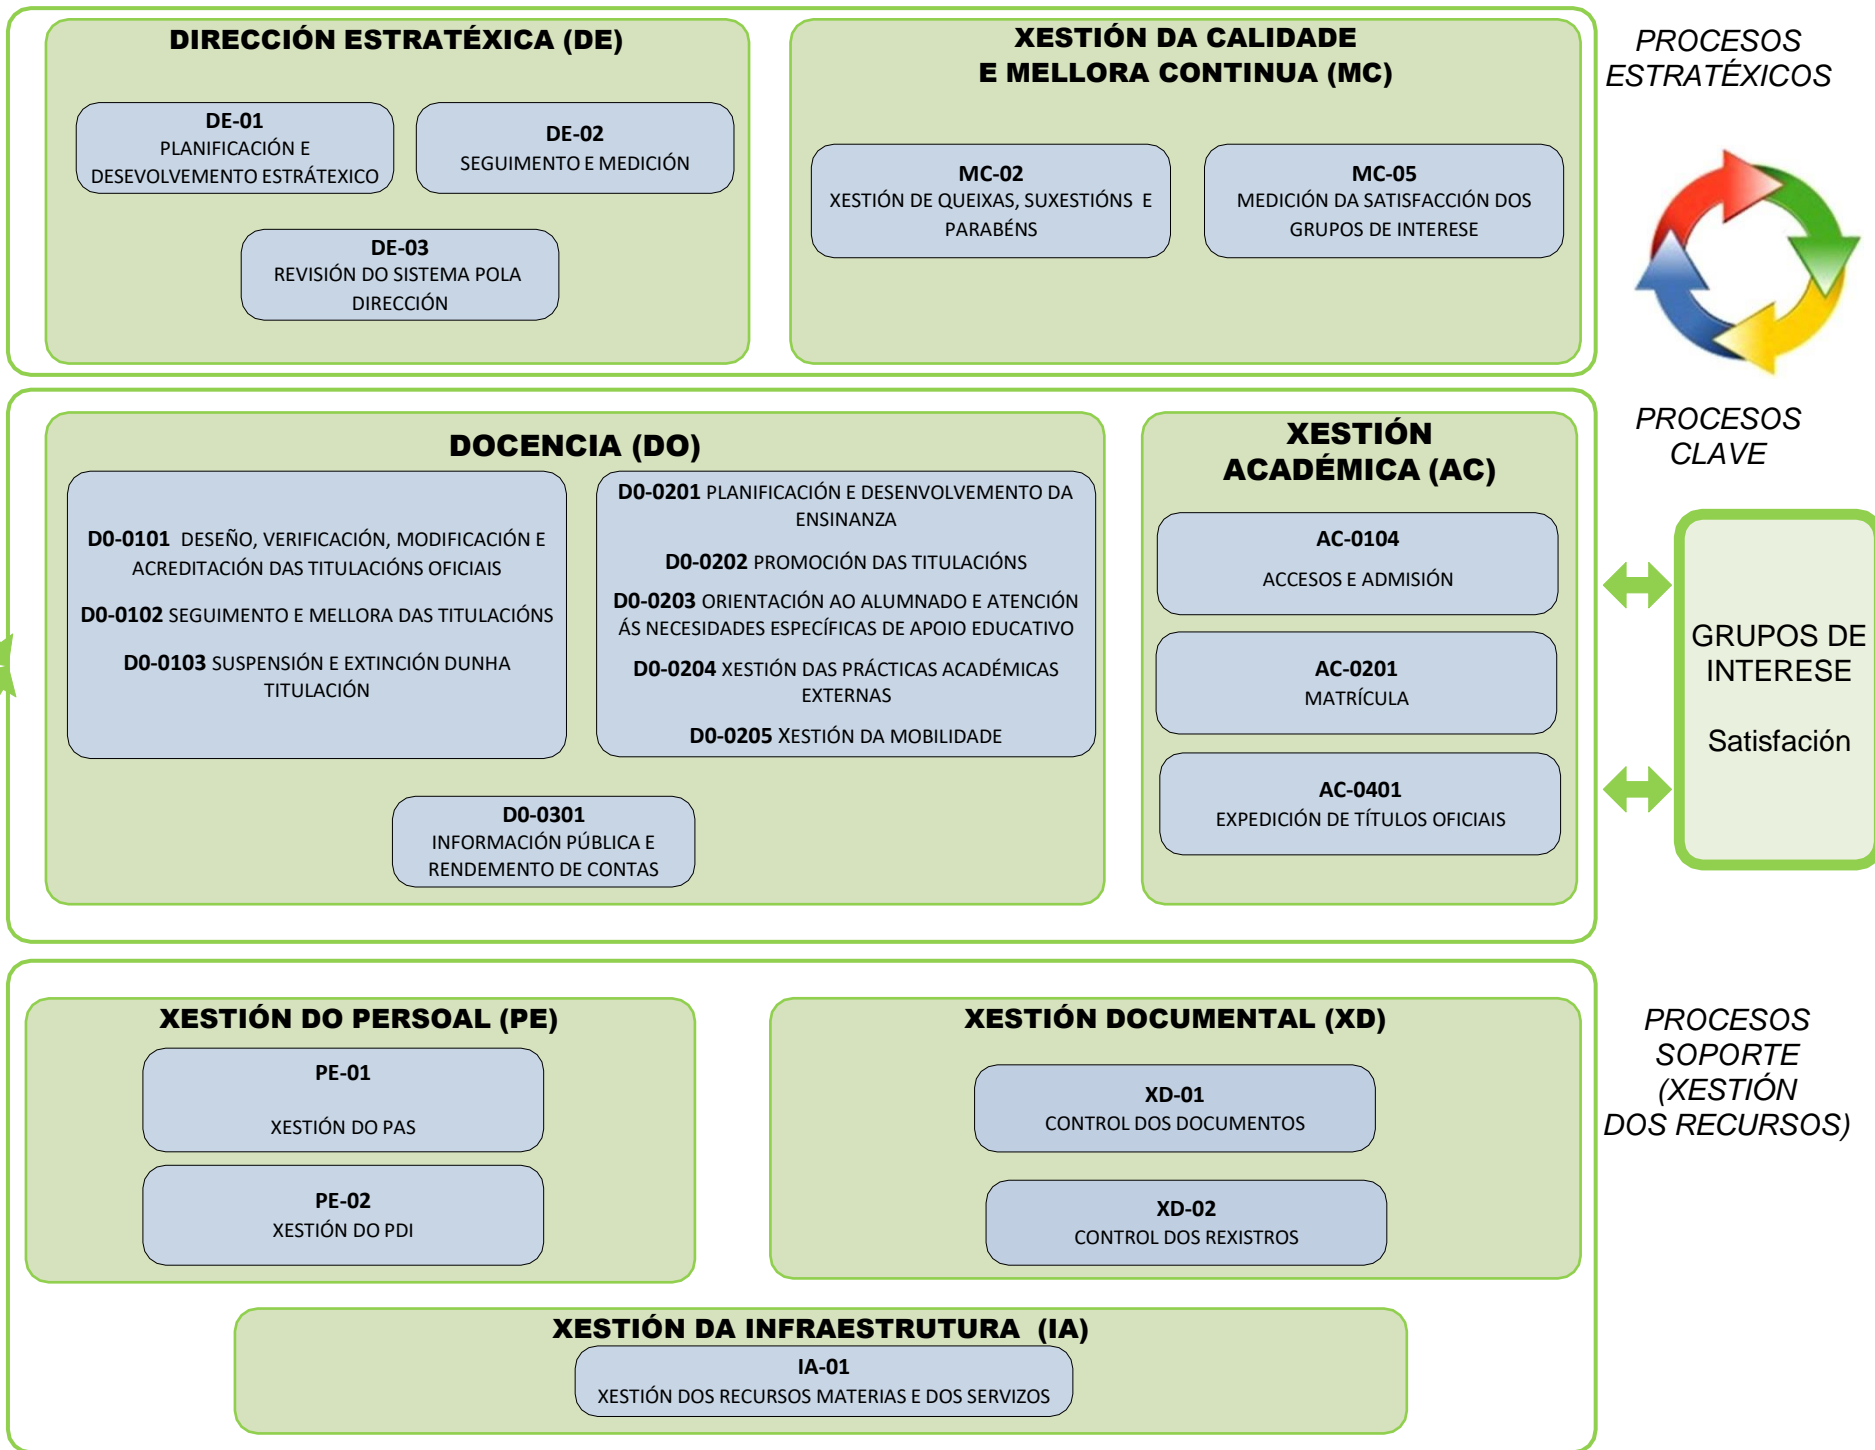 DIRECCIÓN ESTRATÉXICA (DE)
DE-01
PLANIFICACIÓN E
DESEVOLVEMENTO ESTRÁTEXICO
DE-02
SEGUIMENTO E MEDICIÓN
DE-03
REVISIÓN DO SISTEMA POLA
DIRECCIÓN
XESTIÓN DA CALIDADE
E MELLORA CONTINUA (MC)
MC-02
XESTIÓN DE QUEIXAS, SUXESTIÓNS E
PARABÉNS
MC-05
MEDICIÓN DA SATISFACCIÓN DOS
GRUPOS DE INTERESE
PROCESOS
ESTRATÉXICOS
DOCENCIA (DO)
D0-0101 DESEÑO, VERIFICACIÓN, MODIFICACIÓN E
ACREDITACIÓN DAS TITULACIÓNS OFICIAIS
D0-0102 SEGUIMENTO E MELLORA DAS TITULACIÓNS
D0-0103 SUSPENSIÓN E EXTINCIÓN DUNHA
TITULACIÓN
D0-0201 PLANIFICACIÓN E DESENVOLVEMENTO DA
ENSINANZA
D0-0202 PROMOCIÓN DAS TITULACIÓNS
D0-0203 ORIENTACIÓN AO ALUMNADO E ATENCIÓN
ÁS NECESIDADES ESPECÍFICAS DE APOIO EDUCATIVO
D0-0204 XESTIÓN DAS PRÁCTICAS ACADÉMICAS
EXTERNAS
D0-0205 XESTIÓN DA MOBILIDADE
D0-0301
INFORMACIÓN PÚBLICA E
RENDEMENTO DE CONTAS
XESTIÓN
ACADÉMICA (AC)
AC-0104
ACCESOS E ADMISIÓN
AC-0201
MATRÍCULA
AC-0401
EXPEDICIÓN DE TÍTULOS OFICIAIS
PROCESOS
CLAVE
GRUPOS DE
INTERESE
Satisfación
XESTIÓN DO PERSOAL (PE)
PE-01
XESTIÓN DO PAS
PE-02
XESTIÓN DO PDI
XESTIÓN DOCUMENTAL (XD)
XD-01
CONTROL DOS DOCUMENTOS
XD-02
CONTROL DOS REXISTROS
PROCESOS
SOPORTE
(XESTIÓN
DOS RECURSOS)
XESTIÓN DA INFRAESTRUTURA (IA)
IA-01
XESTIÓN DOS RECURSOS MATERIAS E DOS SERVIZOS